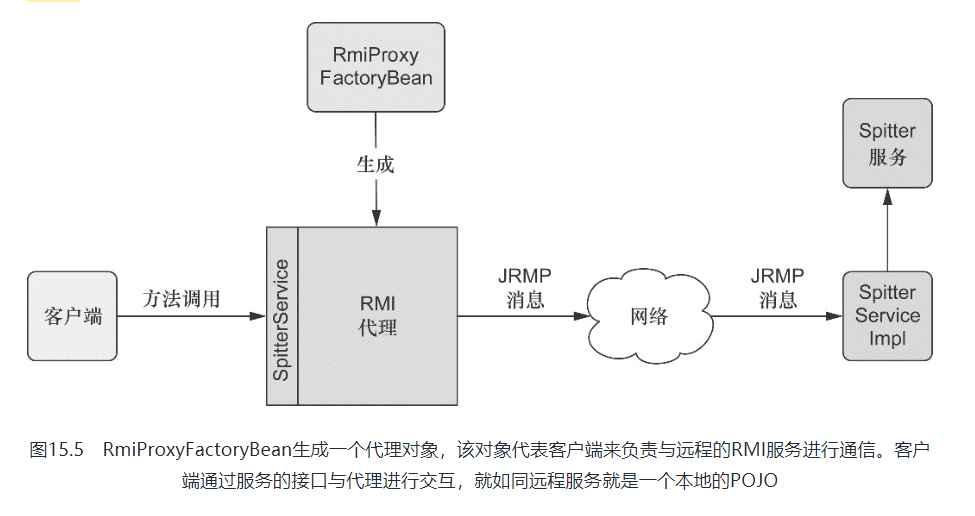 RmiProxy
FactoryBean
生成
Spitter
服务
客户端
方法调用
SpitterService
RMI
代理
JRMP
消息
网络
JRMP
消息
Spitter
Service
Impl
图15.5 RmiProxyFactoryBean生成一个代理对象，该对象代表客户端来负责与远程的RMI服务进行通信。客户
端通过服务的接口与代理进行交互，就如同远程服务就是一个本地的POJO